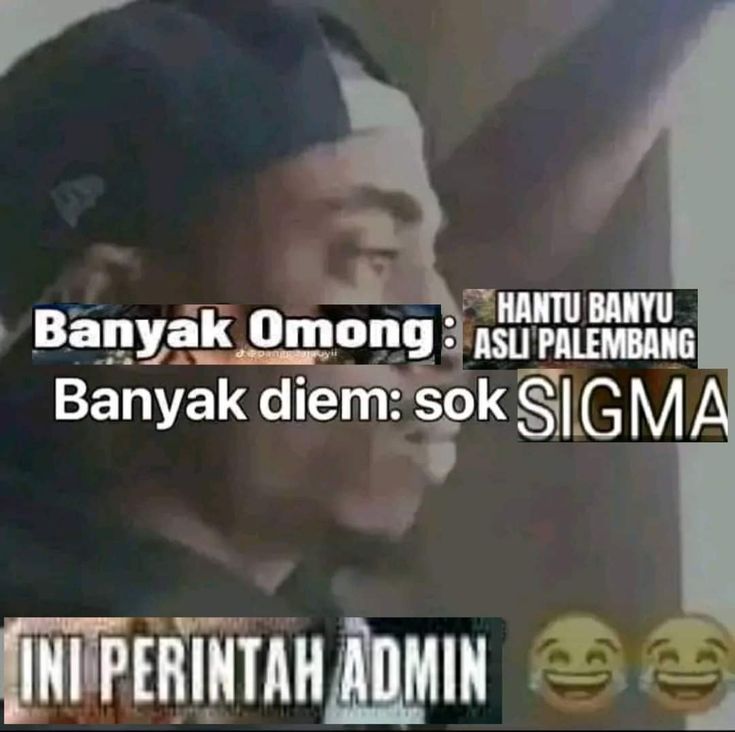 Banyak Omong: HANTU BANYU
ASLI PALEMBANG
Banyak diem: sok SIGMA
INI PERINTAH ADMIN 😂😂